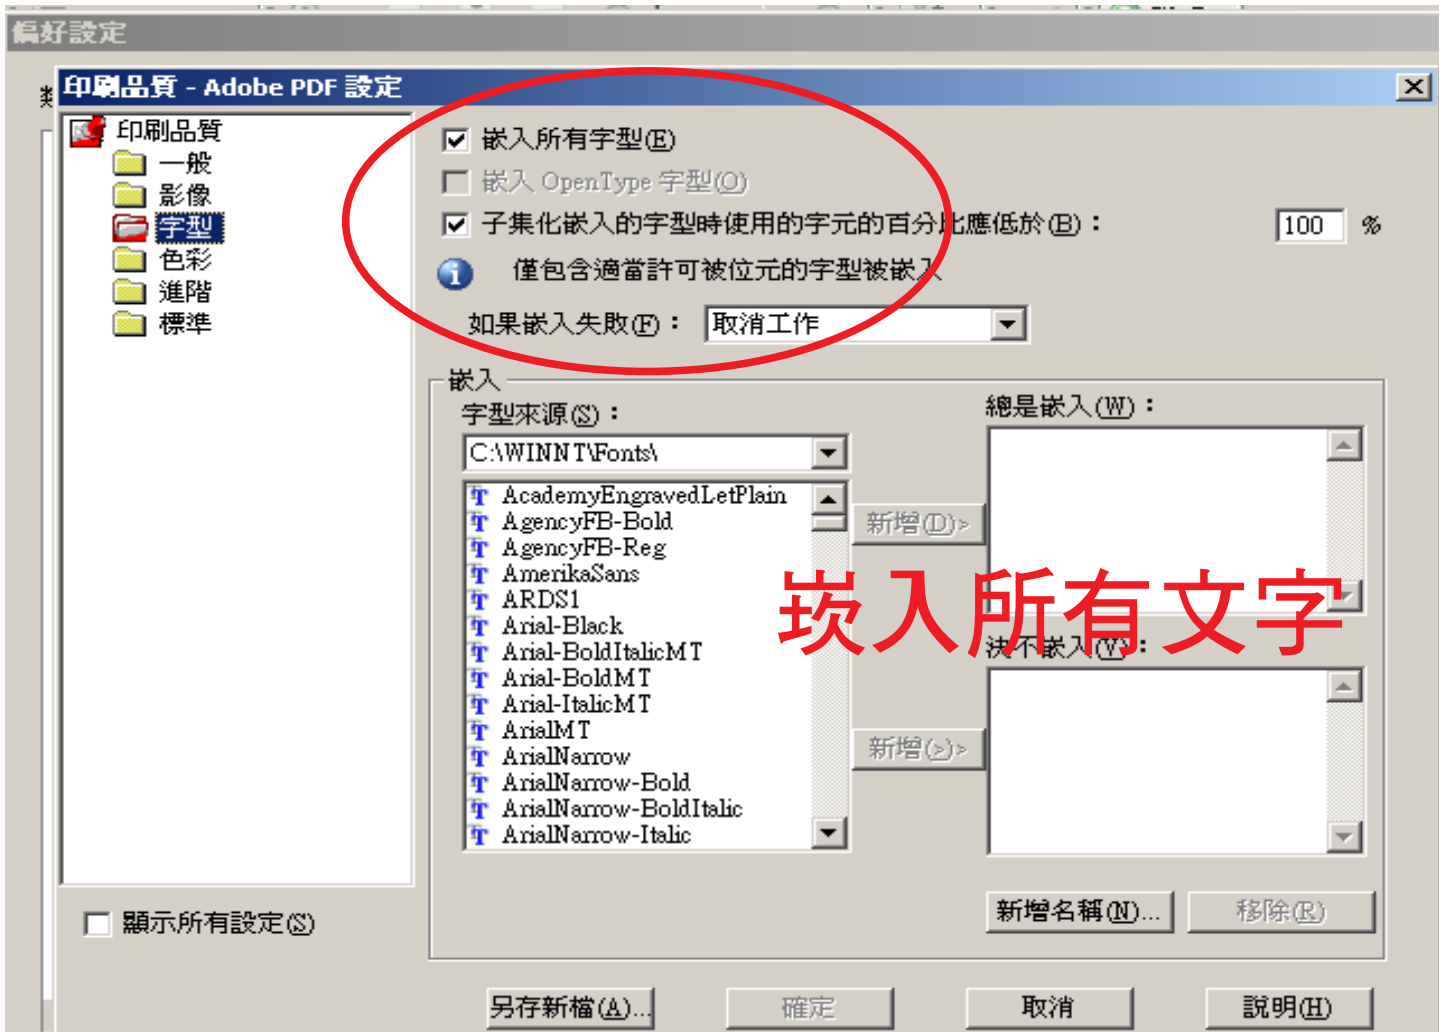 偏好設定
印刷品質 - Adobe PDF 設定
印刷品質
一般
影像
字型
色彩
進階
標準
顯示所有設定(S)
嵌入所有字型(E)
嵌入 OpenType 字型(O)
子集化嵌入的字型時使用的字元的百分比應低於(B)： 100 %
僅包含適當許可被位元的字型被嵌入
如果嵌入失敗(F)： 取消工作
嵌入
字型來源(S)：
C:\WINNT\Fonts\
AcademyEngravedLetPlain
AgencyFB-Bold
AgencyFB-Reg
AmerikaSans
ARDS1
Arial-Black
Arial-BoldItalicMT
Arial-BoldMT
Arial-ItalicMT
ArialMT
ArialNarrow
ArialNarrow-Bold
ArialNarrow-BoldItalic
ArialNarrow-Italic
新增(D)>
新增(>)>
總是嵌入(W)：
崁入所有文字
決不嵌入(V)：
新增名稱(N)...
移除(R)
另存新檔(A)...
確定
取消
說明(H)